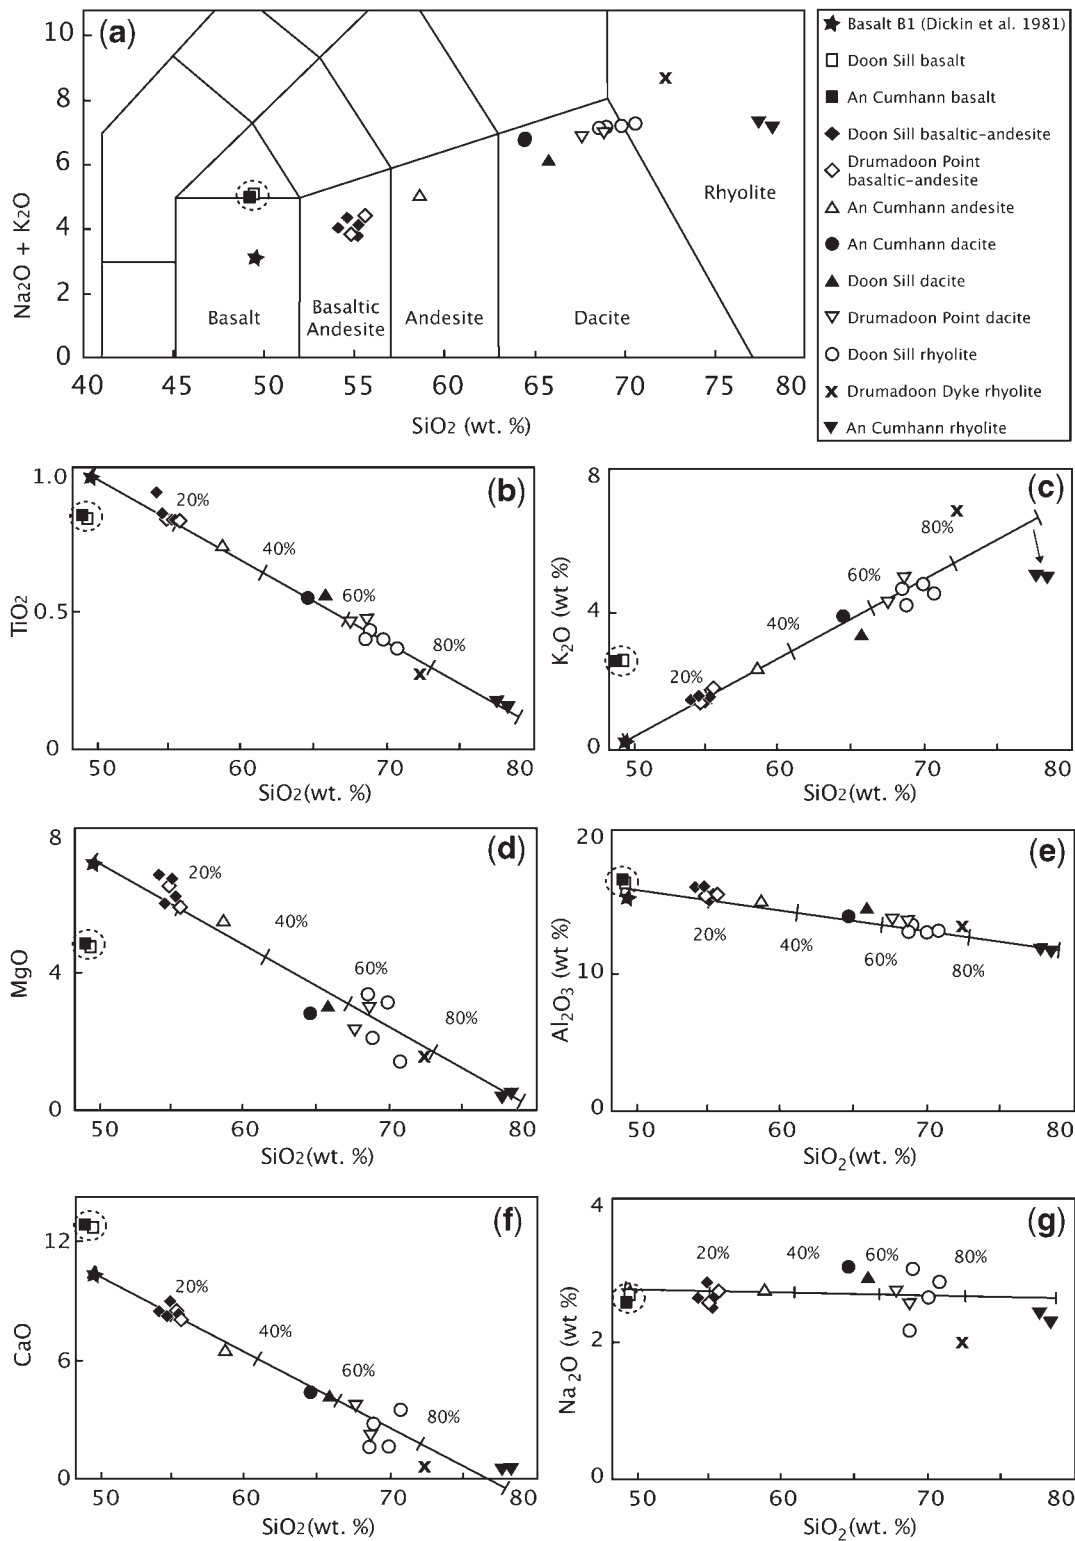 (a)
10
8
6
4
2
0
Na2O + K2O
Basalt
Basaltic
Andesite
Andesite
Dacite
Rhyolite
40 45 50 55 60 65 70 75 80
SiO2 (wt. %)
Basalt B1 (Dickin et al. 1981)
Doon Sill basalt
An Cumhann basalt
Doon Sill basaltic-andesite
Drumadoon Point
basaltic-andesite
An Cumhann andesite
An Cumhann dacite
Doon Sill dacite
Drumadoon Point dacite
Doon Sill rhyolite
Drumadoon Dyke rhyolite
An Cumhann rhyolite
(b)
1.0
0.5
0
TiO2
20%
40%
60%
80%
50 60 70 80
SiO2(wt. %)
(c)
8
4
0
K2O (wt %)
20%
40%
60%
80%
50 60 70 80
SiO2(wt. %)
(d)
8
4
0
MgO
20%
40%
60%
80%
50 60 70 80
SiO2(wt. %)
(e)
20
10
0
Al2O3 (wt %)
20%
40%
60%
80%
50 60 70 80
SiO2(wt. %)
(f)
12
6
0
CaO
20%
40%
60%
80%
50 60 70 80
SiO2(wt. %)
(g)
4
2
0
Na2O (wt %)
20%
40%
60%
80%
50 60 70 80
SiO2(wt. %)